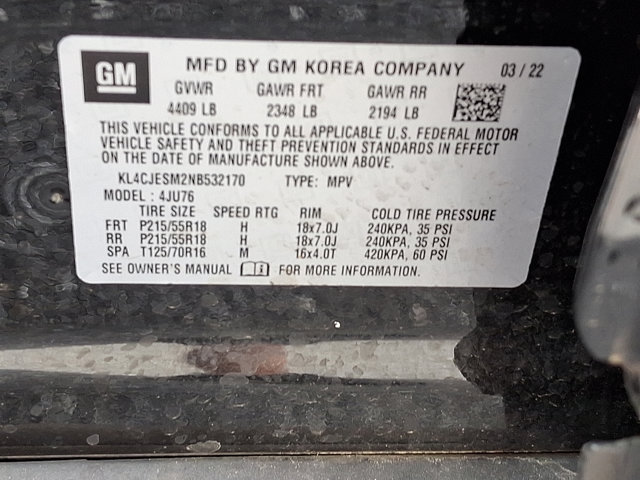 GM MFD BY GM KOREA COMPANY 03 / 22
GVWR GAWR FRT GAWR RR
4409 LB 2348 LB 2194 LB
THIS VEHICLE CONFORMS TO ALL APPLICABLE U.S. FEDERAL MOTOR
VEHICLE SAFETY AND THEFT PREVENTION STANDARDS IN EFFECT
ON THE DATE OF MANUFACTURE SHOWN ABOVE.
KL4CJESM2NB532170 TYPE: MPV
MODEL : 4JU76
TIRE SIZE SPEED RTG RIM COLD TIRE PRESSURE
FRT P215/55R18 H 18x7.0J 240KPA, 35 PSI
RR P215/55R18 H 18x7.0J 240KPA, 35 PSI
SPA T125/70R16 M 16x4.0T 420KPA, 60 PSI
SEE OWNER'S MANUAL FOR MORE INFORMATION.